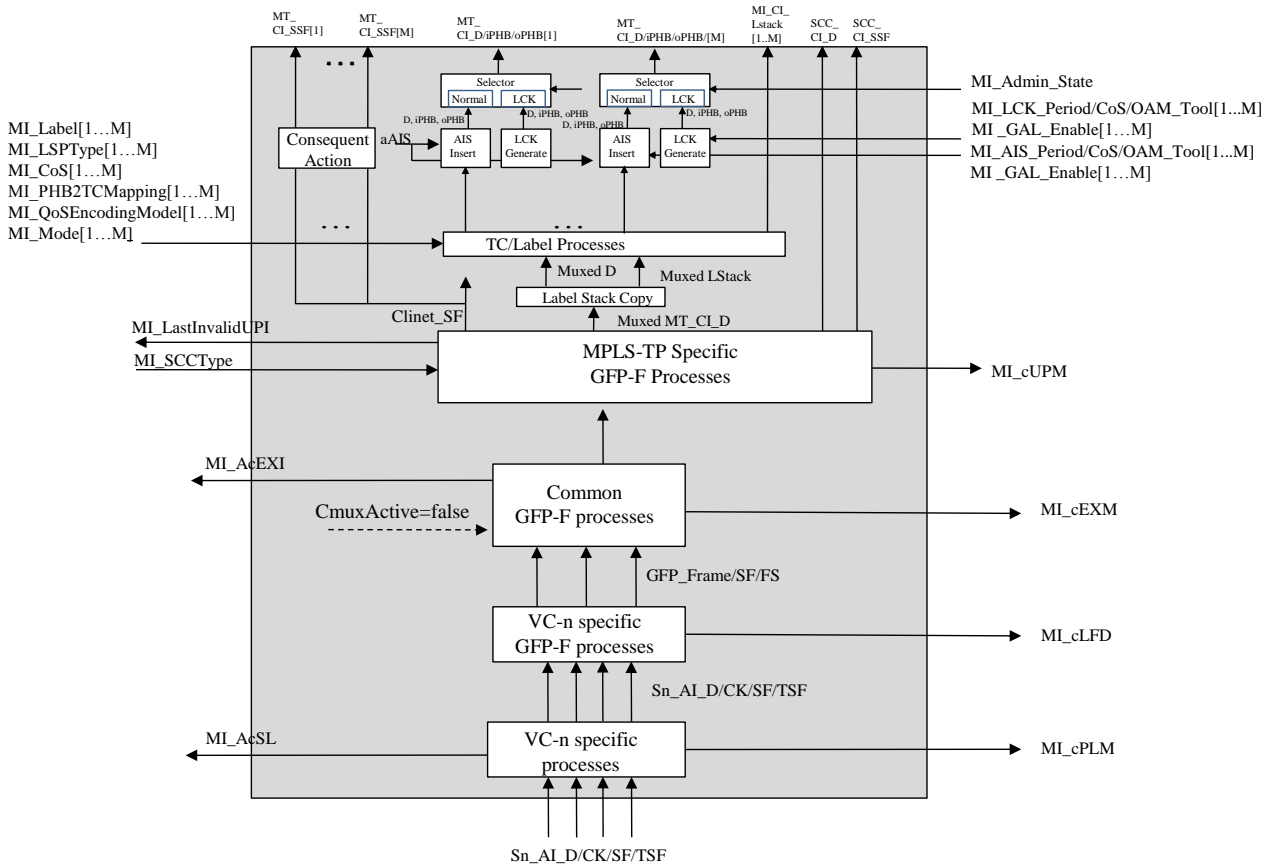 MT_
CI_SSF[1]
MT_
CI_SSF[M]
MT_
CI_D/iPHB/oPHB[1]
MT_
CI_D/iPHB/oPHB/[M]
MI_CI_
Lstack
[1..M]
SCC_
CI_D
SCC_
CI_SSF
...
Selector
Normal
LCK
Selector
Normal
LCK
MI_Admin_State
D, iPHB, oPHB
D, iPHB, oPHB
D, iPHB, oPHB
D, iPHB, oPHB
MI_LCK_Period/CoS/OAM_Tool[1...M]
MI _GAL_Enable[1…M]
MI_AIS_Period/CoS/OAM_Tool[1...M]
MI _GAL_Enable[1…M]
MI_Label[1…M]
MI_LSPType[1…M]
MI_CoS[1…M]
MI_PHB2TCMapping[1…M]
MI_QoSEncodingModel[1…M]
MI_Mode[1…M]
Consequent
Action
aAIS
AIS
Insert
LCK
Generate
AIS
Insert
LCK
Generate
...
...
TC/Label Processes
Muxed D
Muxed LStack
Label Stack Copy
Clinet_SF
Muxed MT_CI_D
MI_LastInvalidUPI
MI_SCCType
MPLS-TP Specific
GFP-F Processes
MI_cUPM
MI_AcEXI
Common
GFP-F processes
CmuxActive=false
MI_cEXM
GFP_Frame/SF/FS
VC-n specific
GFP-F processes
MI_cLFD
Sn_AI_D/CK/SF/TSF
MI_AcSL
VC-n specific
processes
MI_cPLM
Sn_AI_D/CK/SF/TSF